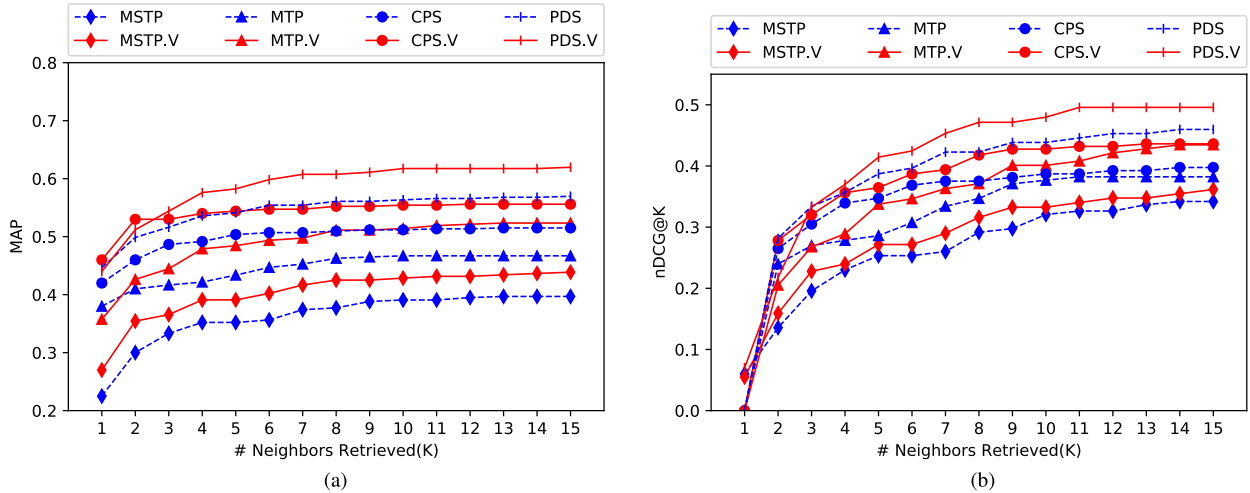 MSTP MTP CPS PDS
MSTP.V MTP.V CPS.V PDS.V
0.8
0.7
0.6
0.5
0.4
0.3
0.2
MAP
1 2 3 4 5 6 7 8 9 10 11 12 13 14 15
# Neighbors Retrieved(K)
(a)
MSTP MTP CPS PDS
MSTP.V MTP.V CPS.V PDS.V
0.5
0.4
0.3
0.2
0.1
0.0
nDCG@K
1 2 3 4 5 6 7 8 9 10 11 12 13 14 15
# Neighbors Retrieved(K)
(b)